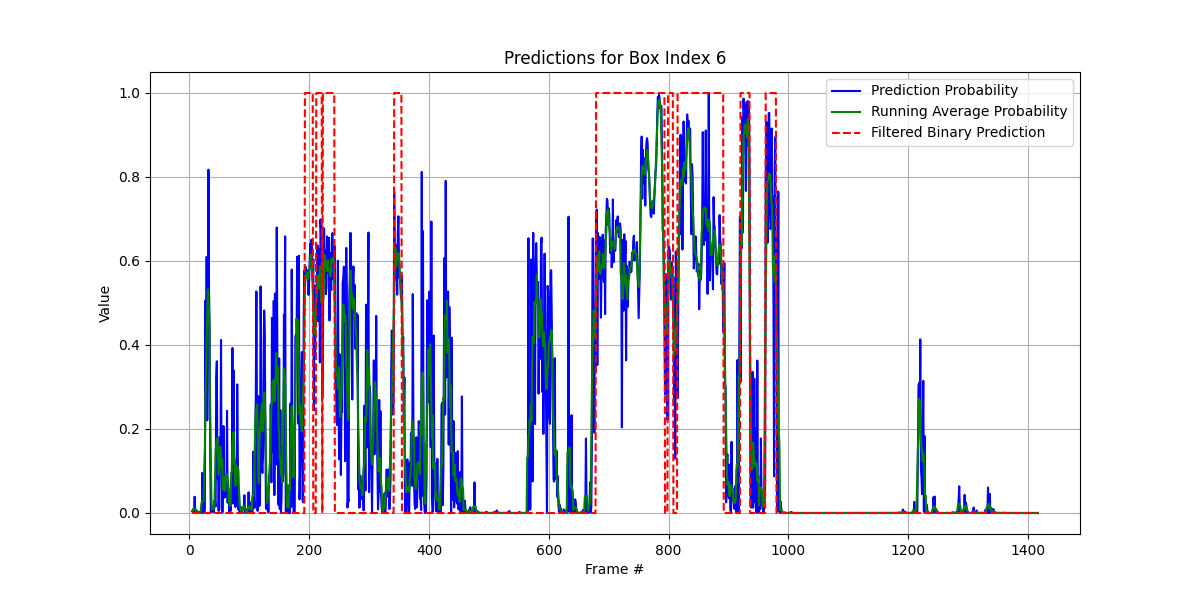 Predictions for Box Index 6
Prediction Probability
Running Average Probability
Filtered Binary Prediction
Value
1.0
0.8
0.6
0.4
0.2
0.0
0 200 400 600 800 1000 1200 1400
Frame #